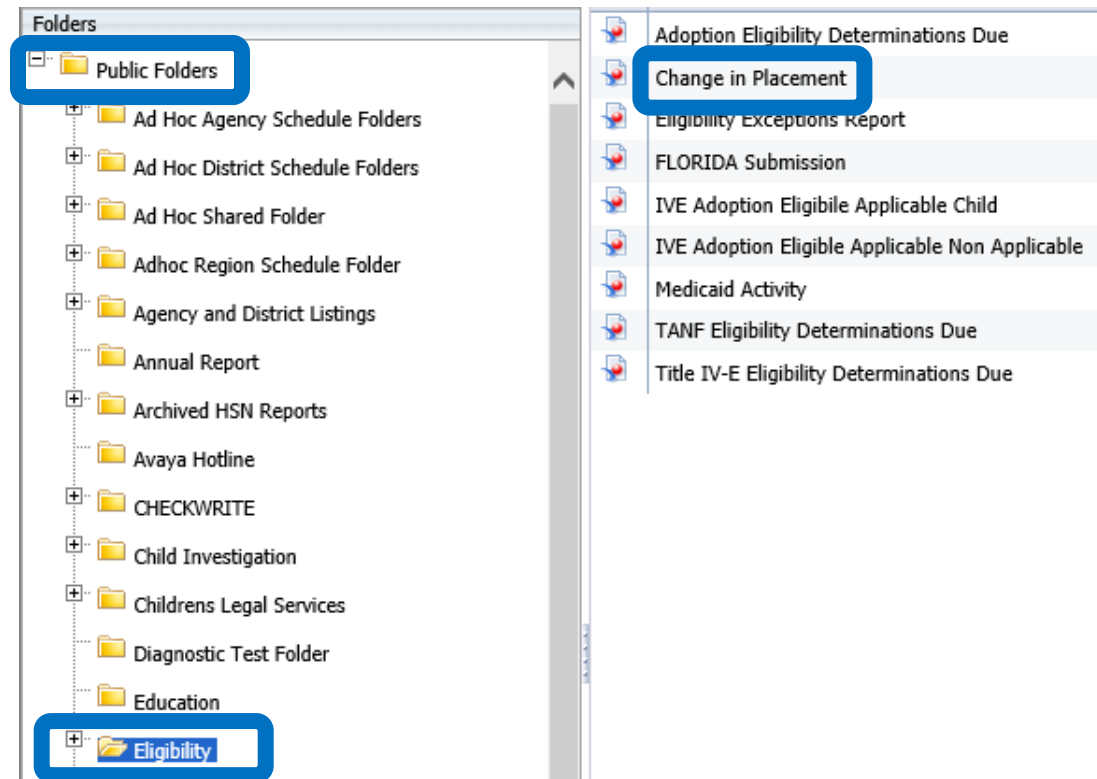 Folders
Public Folders
Ad Hoc Agency Schedule Folders
Ad Hoc District Schedule Folders
Ad Hoc Shared Folder
Adhoc Region Schedule Folder
Agency and District Listings
Annual Report
Archived HSN Reports
Avaya Hotline
CHECKWRITE
Child Investigation
Childrens Legal Services
Diagnostic Test Folder
Education
Eligibility
Adoption Eligibility Determinations Due
Change in Placement
Eligibility Exceptions Report
FLORIDA Submission
IVE Adoption Eligibile Applicable Child
IVE Adoption Eligible Applicable Non Applicable
Medicaid Activity
TANF Eligibility Determinations Due
Title IV-E Eligibility Determinations Due